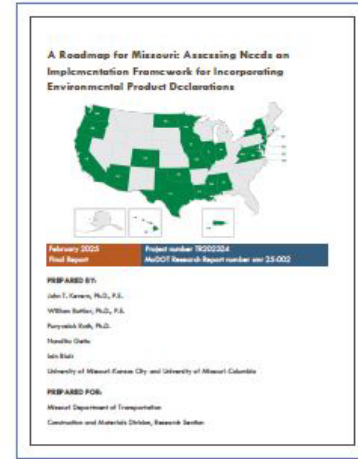 A Roadmap for Missouri: Assessing Needs an
Implementation Framework for Incorporating
Environmental Product Declarations
February 2025 Project number TR202324
Final Report MoDOT Research Report number cmr 25-002
PREPARED BY:
John T. Kevern, Ph.D., P.E.
William Buttlar, Ph.D., P.E.
Punyaslok Rath, Ph.D.
University of Missouri-Kansas City and University of Missouri-Columbia
PREPARED FOR:
Missouri Department of Transportation
Construction and Materials Division, Research Section